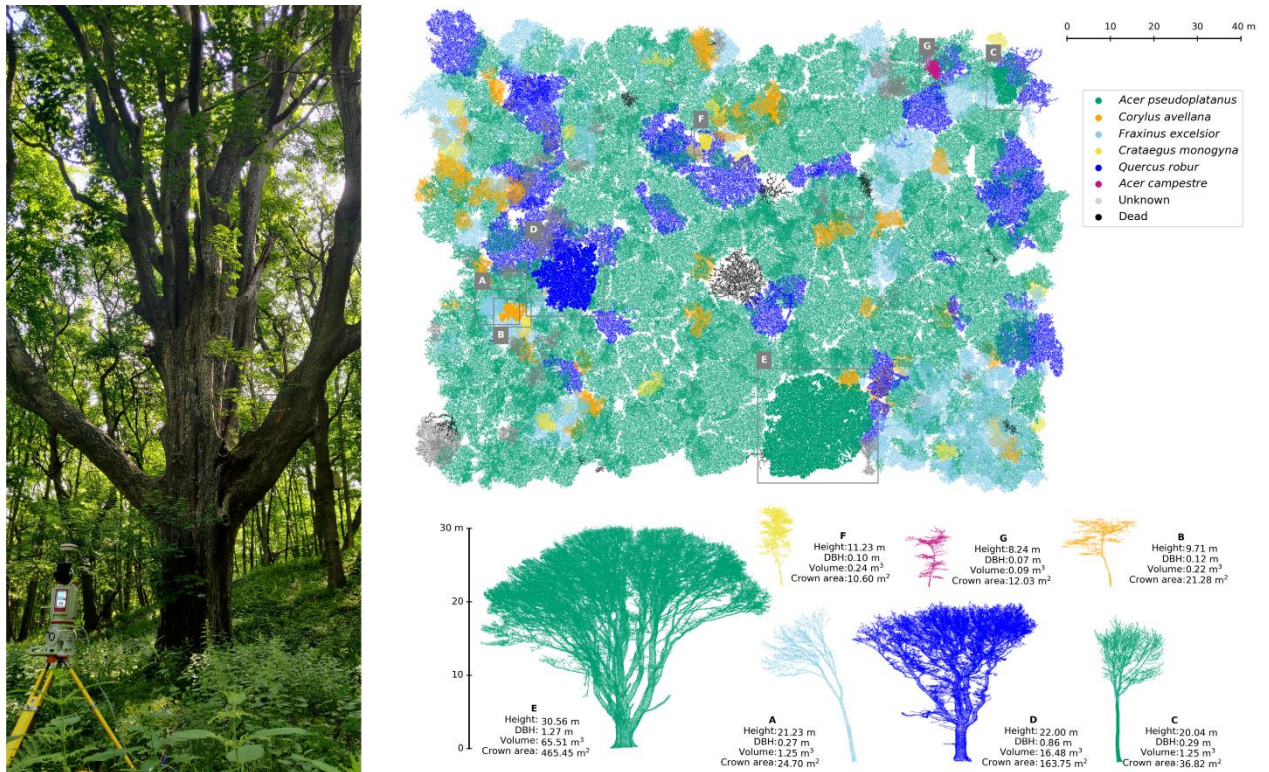 0 10 20 30 40 m
G
C
Acer pseudoplatanus
Corylus avellana
Fraxinus excelsior
Crataegus monogyna
Quercus robur
Acer campestre
Unknown
Dead
F
D
A
B
E
30 m
20
10
0
F
Height:11.23 m
DBH:0.10 m
Volume:0.24 m³
Crown area:10.60 m²
G
Height:8.24 m
DBH:0.07 m
Volume:0.09 m³
Crown area:12.03 m²
B
Height:9.71 m
DBH:0.12 m
Volume:0.22 m³
Crown area:21.28 m²
E
Height: 30.56 m
DBH: 1.27 m
Volume: 65.51 m³
Crown area: 465.45 m²
A
Height:21.23 m
DBH:0.27 m
Volume:1.25 m³
Crown area:24.70 m²
D
Height:22.00 m
DBH:0.86 m
Volume:16.48 m³
Crown area:163.75 m²
C
Height:20.04 m
DBH:0.29 m
Volume:1.25 m³
Crown area:36.82 m²